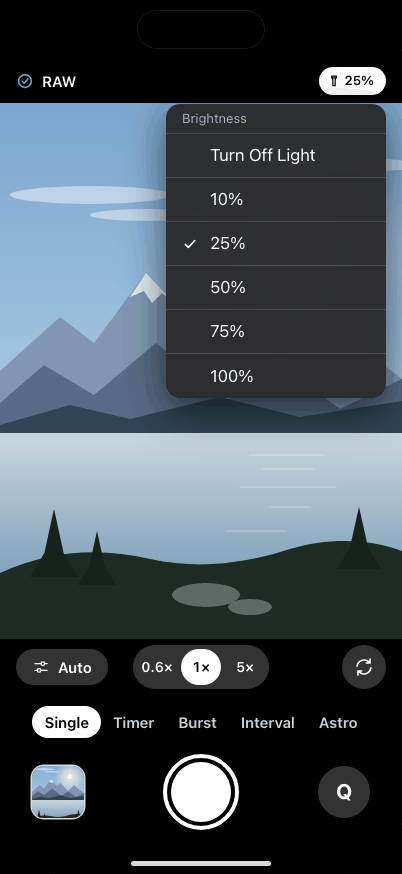 RAW
25%
Brightness
Turn Off Light
10%
25%
50%
75%
100%
Auto
0.6×
1×
5×
Single
Timer
Burst
Interval
Astro
Q